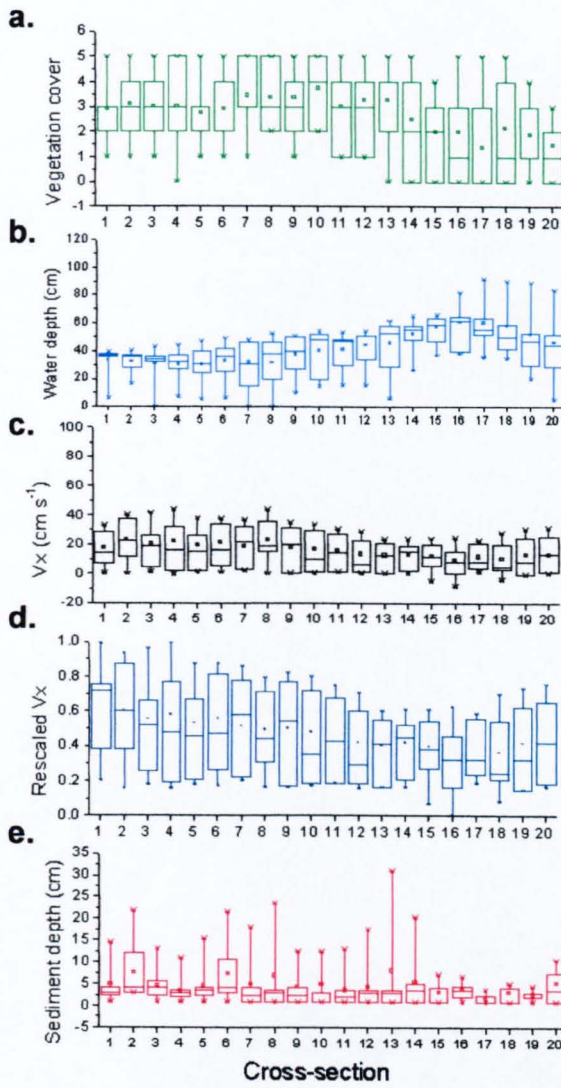 a.
Vegetation cover
6
5
4
3
2
1
0
-1
1 2 3 4 5 6 7 8 9 10 11 12 13 14 15 16 17 18 19 20
b.
Water depth (cm)
120
100
80
60
40
20
0
1 2 3 4 5 6 7 8 9 10 11 12 13 14 15 16 17 18 19 20
c.
Vx (cm s⁻¹)
100
80
60
40
20
0
-20
1 2 3 4 5 6 7 8 9 10 11 12 13 14 15 16 17 18 19 20
d.
Rescaled Vx
1.0
0.8
0.6
0.4
0.2
0.0
1 2 3 4 5 6 7 8 9 10 11 12 13 14 15 16 17 18 19 20
e.
Sediment depth (cm)
35
30
25
20
15
10
5
0
-5
1 2 3 4 5 6 7 8 9 10 11 12 13 14 15 16 17 18 19 20
Cross-section